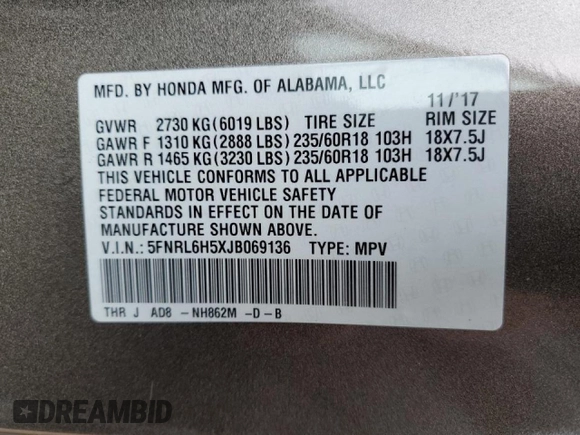 MFD. BY HONDA MFG. OF ALABAMA, LLC
11/'17
GVWR 2730 KG(6019 LBS) TIRE SIZE RIM SIZE
GAWR F 1310 KG(2888 LBS)235/60R18 103H 18X7.5J
GAWR R 1465 KG(3230 LBS)235/60R18 103H 18X7.5J
THIS VEHICLE CONFORMS TO ALL APPLICABLE
FEDERAL MOTOR VEHICLE SAFETY
STANDARDS IN EFFECT ON THE DATE OF
MANUFACTURE SHOWN ABOVE.
V.I.N.: 5FNRL6H5XJB069136 TYPE: MPV
THR J AD8 -NH862M -D-B
DREAMBID